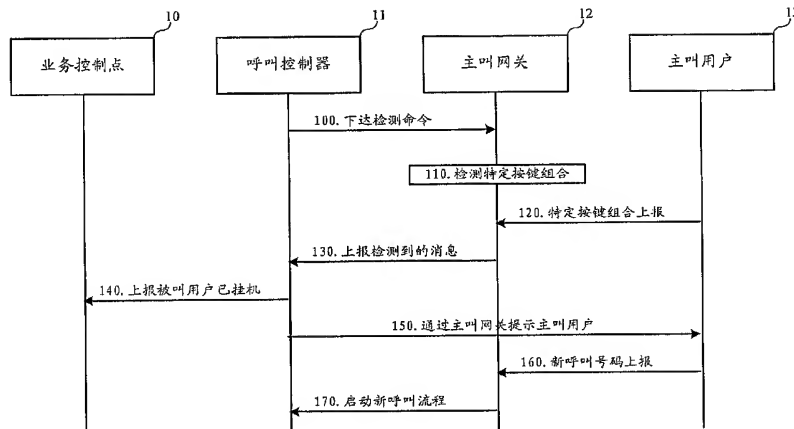 10
11
12
业务控制点
呼叫控制器
主叫网关
主叫用户
100.下达检测命令
110.检测特定按键组合
120.特定按键组合上报
130.上报检测到的消息
140.上报被叫用户已挂机
150.通过主叫网关提示主叫用户
160.新呼叫号码上报
170.启动新呼叫流程